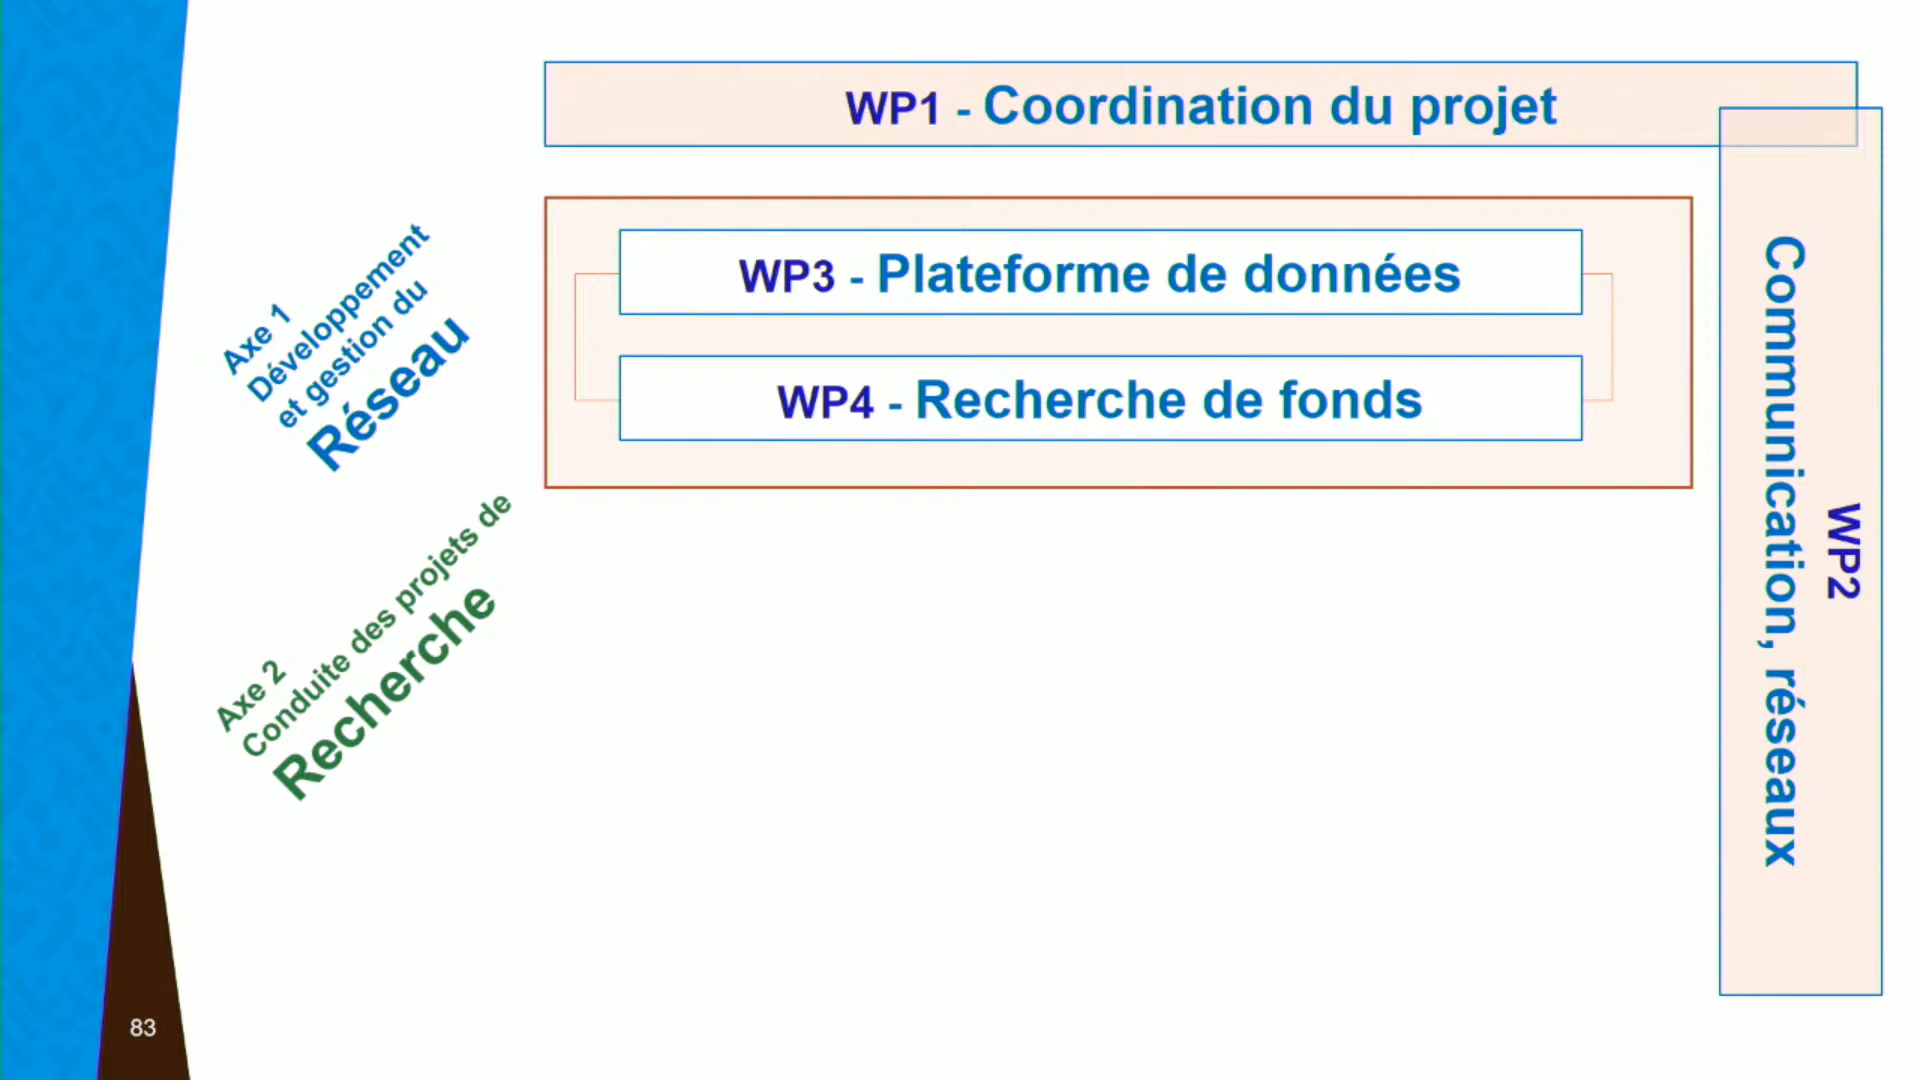 WP1 - Coordination du projet
Axe 1
Développement
et gestion du
Réseau
WP3 - Plateforme de données
WP4 - Recherche de fonds
WP2
Communication, réseaux
Axe 2
Conduite des projets de
Recherche
83